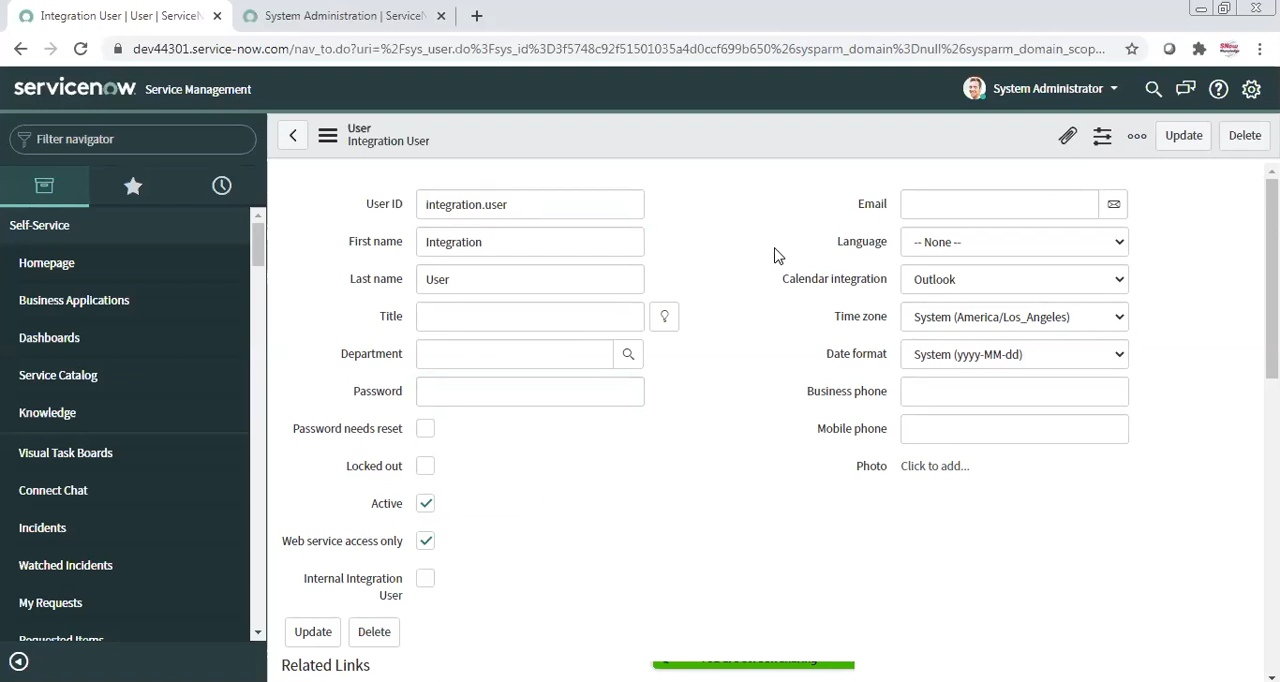 Integration User | User | ServiceN
System Administration | ServiceN
dev44301.service-now.com/nav_to.do?uri=%2Fsys_user.do%3Fsys_id%3D3f5748c92f51501035a4d0ccf699b650%26sysparm_domain%3Dnull%26sysparm_domain_scop...
servicenow Service Management
System Administrator
Filter navigator
User
Integration User
Update
Delete
Self-Service
Homepage
Business Applications
Dashboards
Service Catalog
Knowledge
Visual Task Boards
Connect Chat
Incidents
Watched Incidents
My Requests
Requested Items
User ID integration.user
First name Integration
Last name User
Title
Department
Password
Password needs reset
Locked out
Active
Web service access only
Internal Integration
User
Email
Language -- None --
Calendar integration Outlook
Time zone System (America/Los_Angeles)
Date format System (yyyy-MM-dd)
Business phone
Mobile phone
Photo Click to add...
Update Delete
Related Links